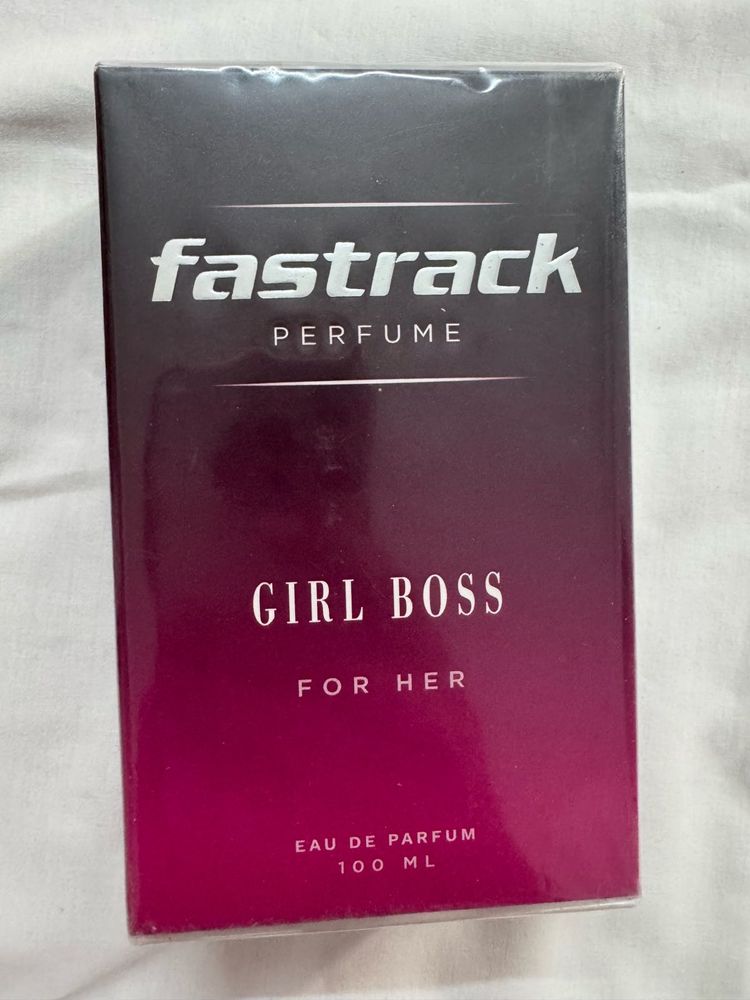 fastrack
PERFUME
GIRL BOSS
FOR HER
EAU DE PARFUM
100 ML